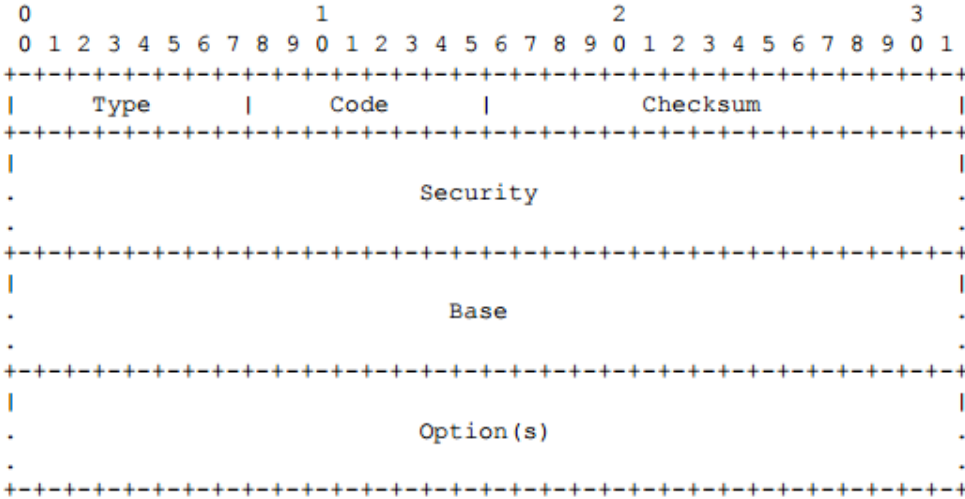 0                   1                   2                   3
0 1 2 3 4 5 6 7 8 9 0 1 2 3 4 5 6 7 8 9 0 1 2 3 4 5 6 7 8 9 0 1
+-+-+-+-+-+-+-+-+-+-+-+-+-+-+-+-+-+-+-+-+-+-+-+-+-+-+-+-+-+-+-+-+
|     Type      |     Code      |          Checksum             |
+-+-+-+-+-+-+-+-+-+-+-+-+-+-+-+-+-+-+-+-+-+-+-+-+-+-+-+-+-+-+-+-+
|                                                               |
.                           Security                            .
.                                                               .
+-+-+-+-+-+-+-+-+-+-+-+-+-+-+-+-+-+-+-+-+-+-+-+-+-+-+-+-+-+-+-+-+
|                                                               |
.                             Base                              .
.                                                               .
+-+-+-+-+-+-+-+-+-+-+-+-+-+-+-+-+-+-+-+-+-+-+-+-+-+-+-+-+-+-+-+-+
|                                                               |
.                           Option(s)                           .
.                                                               .
+-+-+-+-+-+-+-+-+-+-+-+-+-+-+-+-+-+-+-+-+-+-+-+-+-+-+-+-+-+-+-+-+